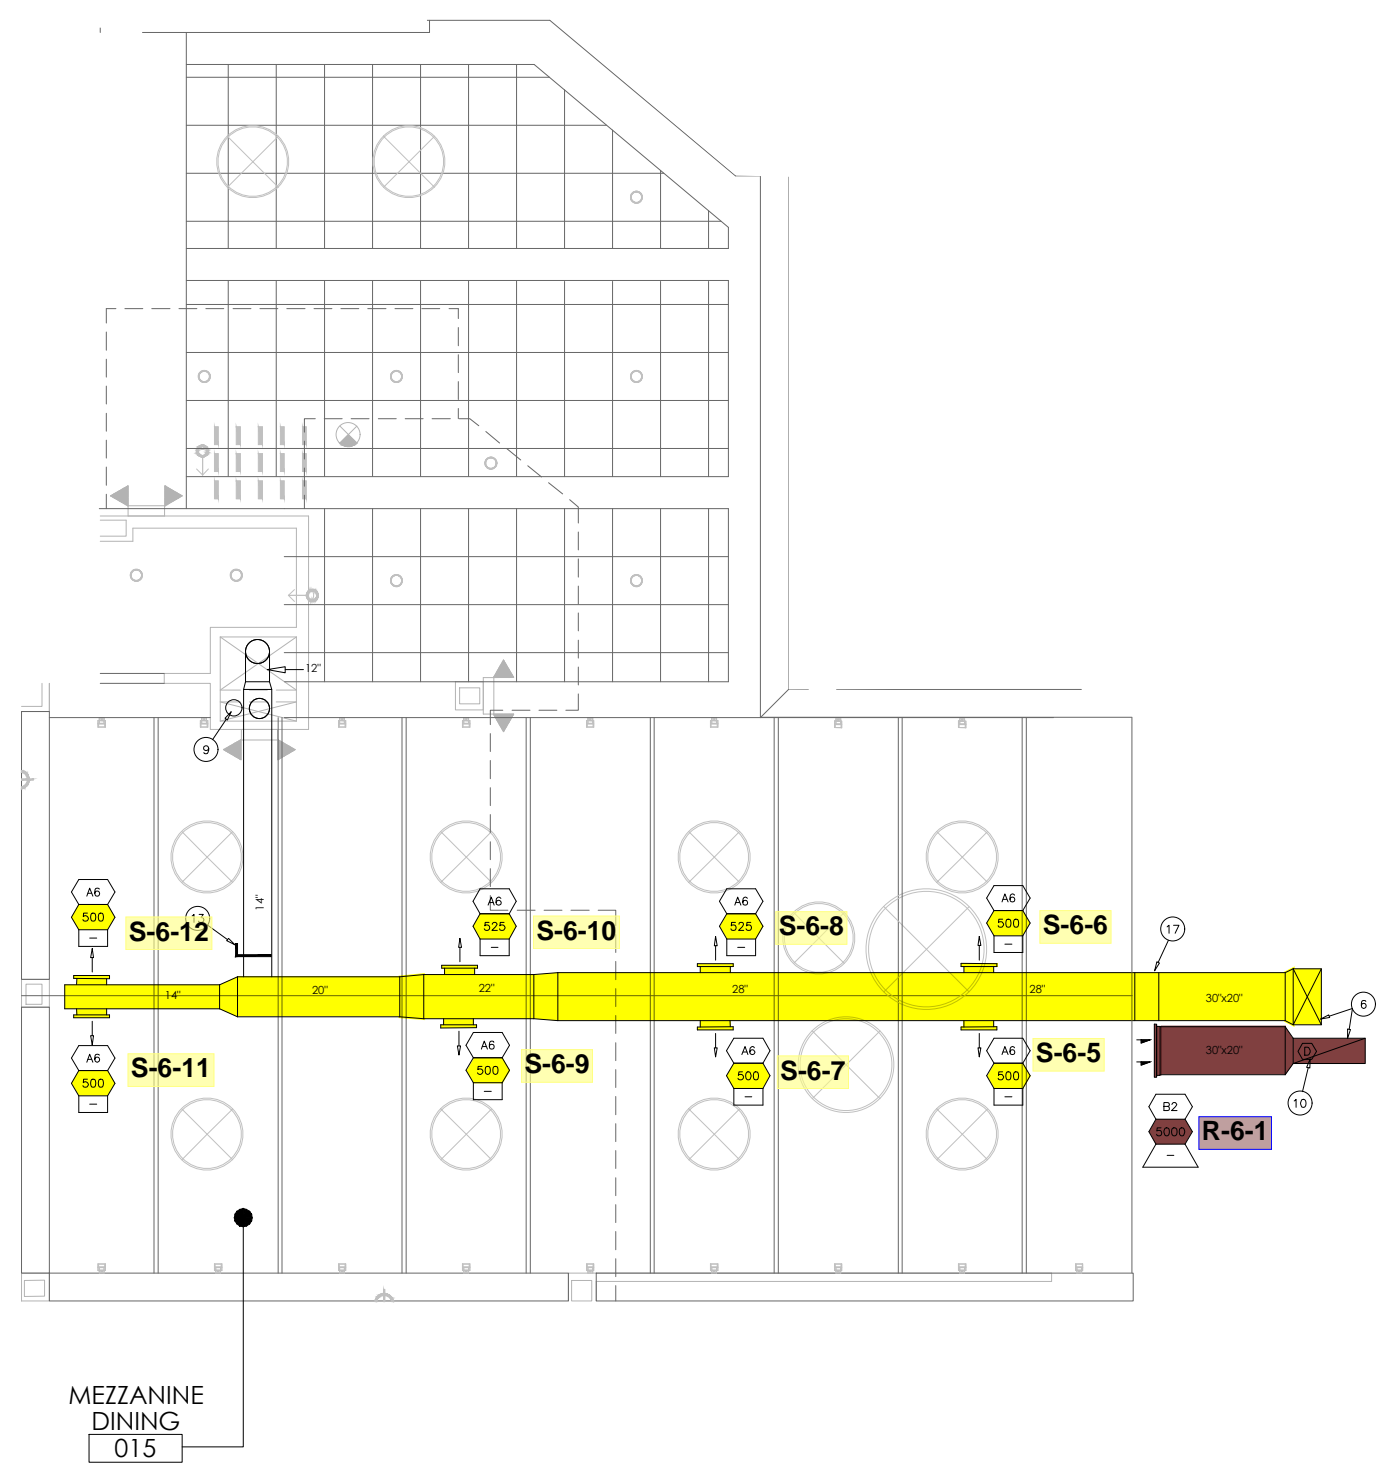 12"
9
14"
A6
500
–
S-6-12
13
A6
525
–
S-6-10
A6
525
–
S-6-8
A6
500
–
S-6-6
17
14"
20"
22"
28"
28"
30"x20"
6
A6
500
–
S-6-11
A6
500
–
S-6-9
A6
500
–
S-6-7
A6
500
–
S-6-5
30"x20"
D
10
B2
5000
–
R-6-1
MEZZANINE
DINING
015